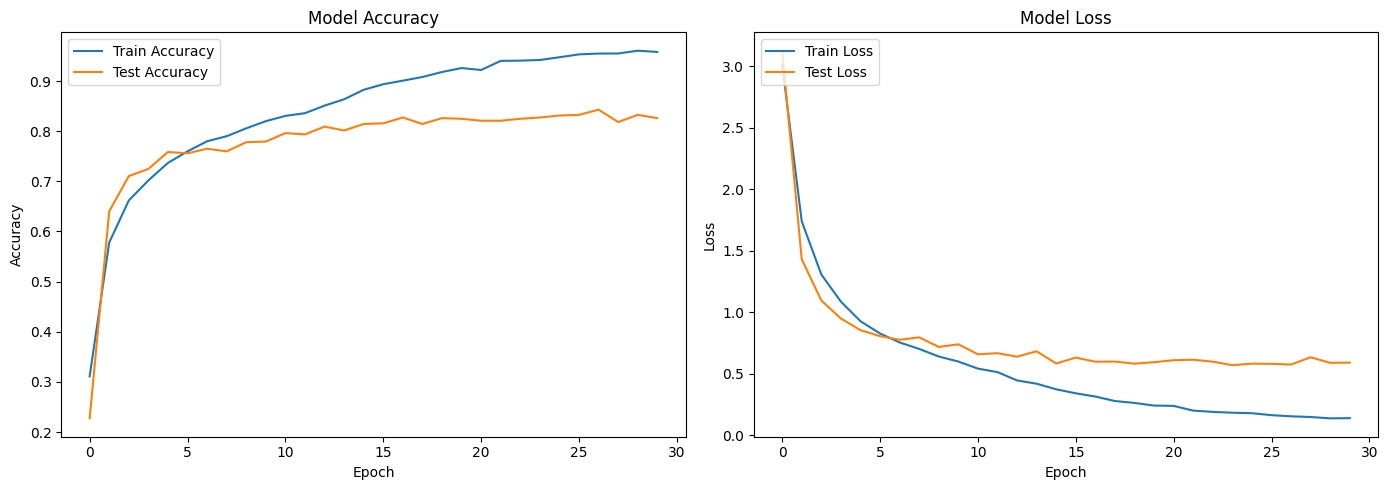 Model Accuracy
Train Accuracy
Test Accuracy
Accuracy
0.9
0.8
0.7
0.6
0.5
0.4
0.3
0.2
0 5 10 15 20 25 30
Epoch
Model Loss
Train Loss
Test Loss
Loss
3.0
2.5
2.0
1.5
1.0
0.5
0.0
0 5 10 15 20 25 30
Epoch